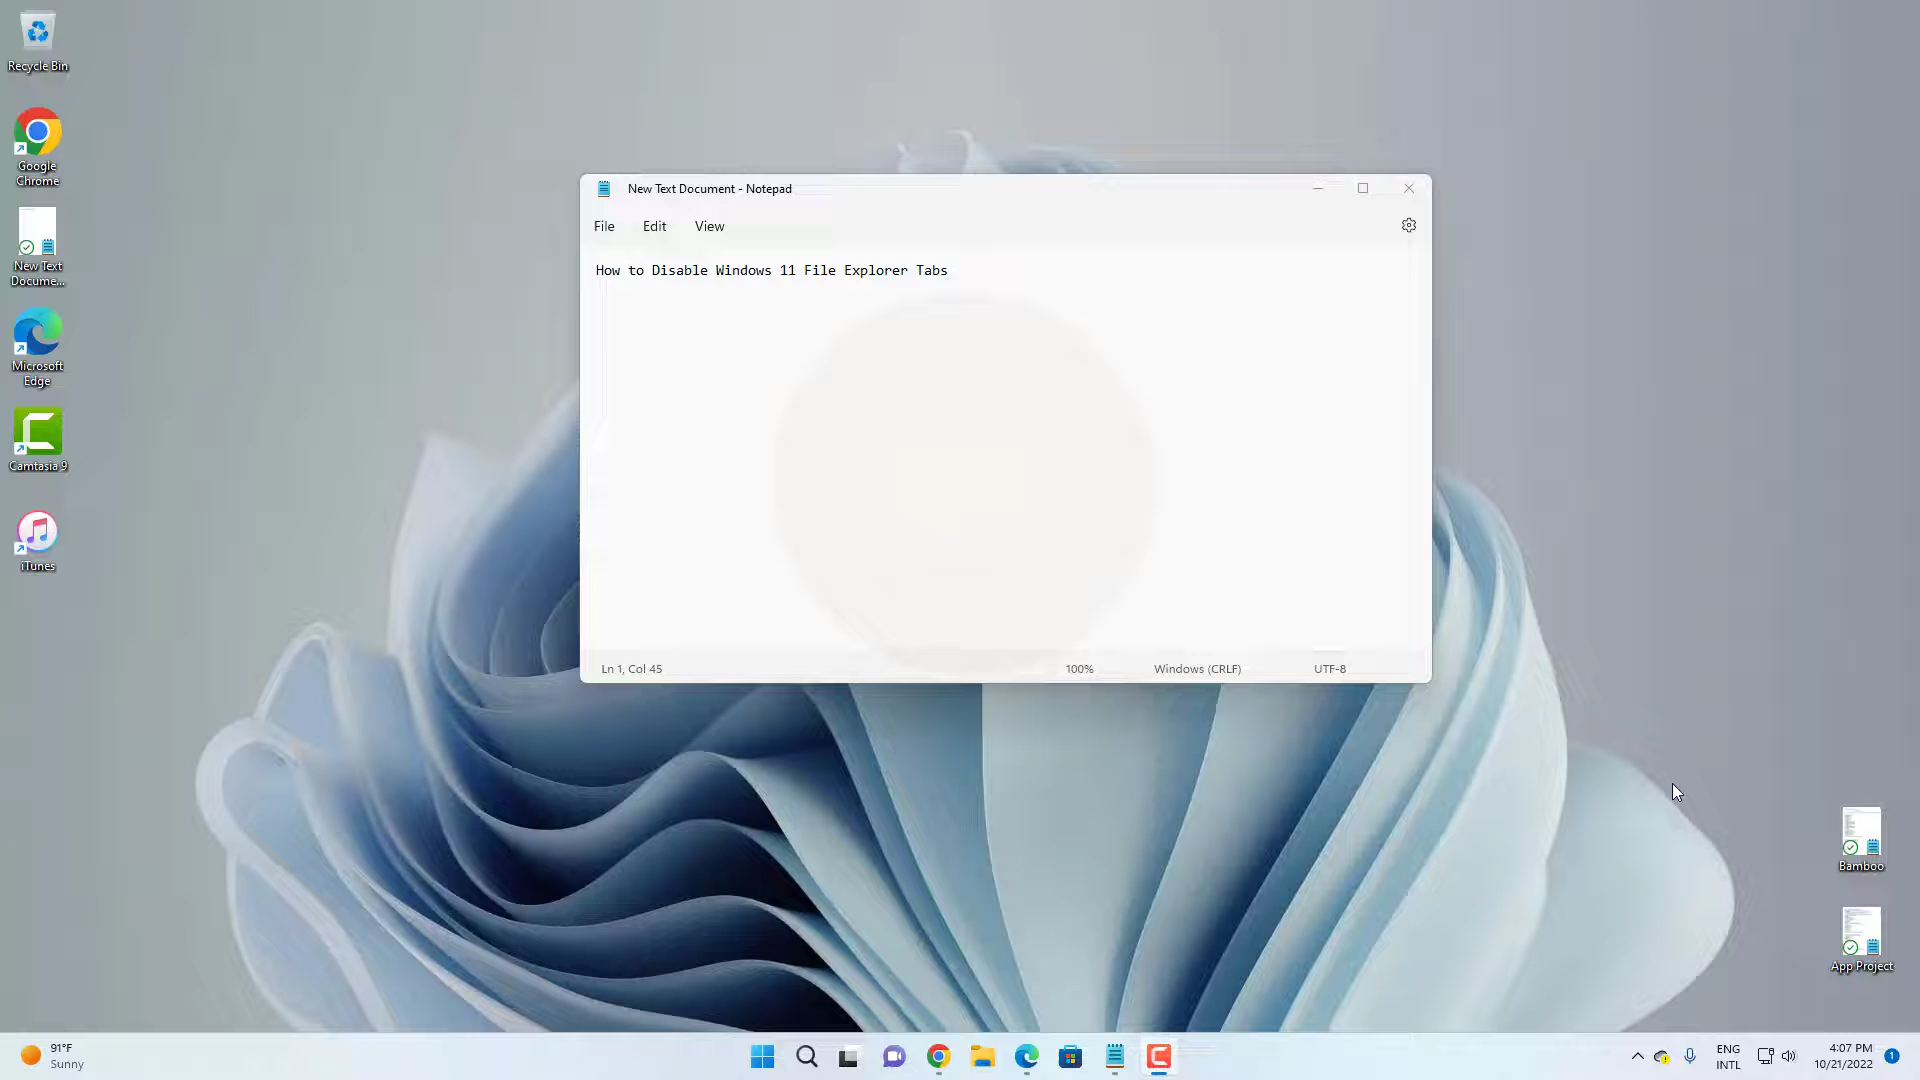 Recycle Bin
Google
Chrome
New Text
Docume...
Microsoft
Edge
Camtasia 9
iTunes
New Text Document - Notepad
File Edit View
How to Disable Windows 11 File Explorer Tabs
Ln 1, Col 45 100% Windows (CRLF) UTF-8
Bamboo
App Project
91°F
Sunny
ENG
INTL
4:07 PM
10/21/2022
1